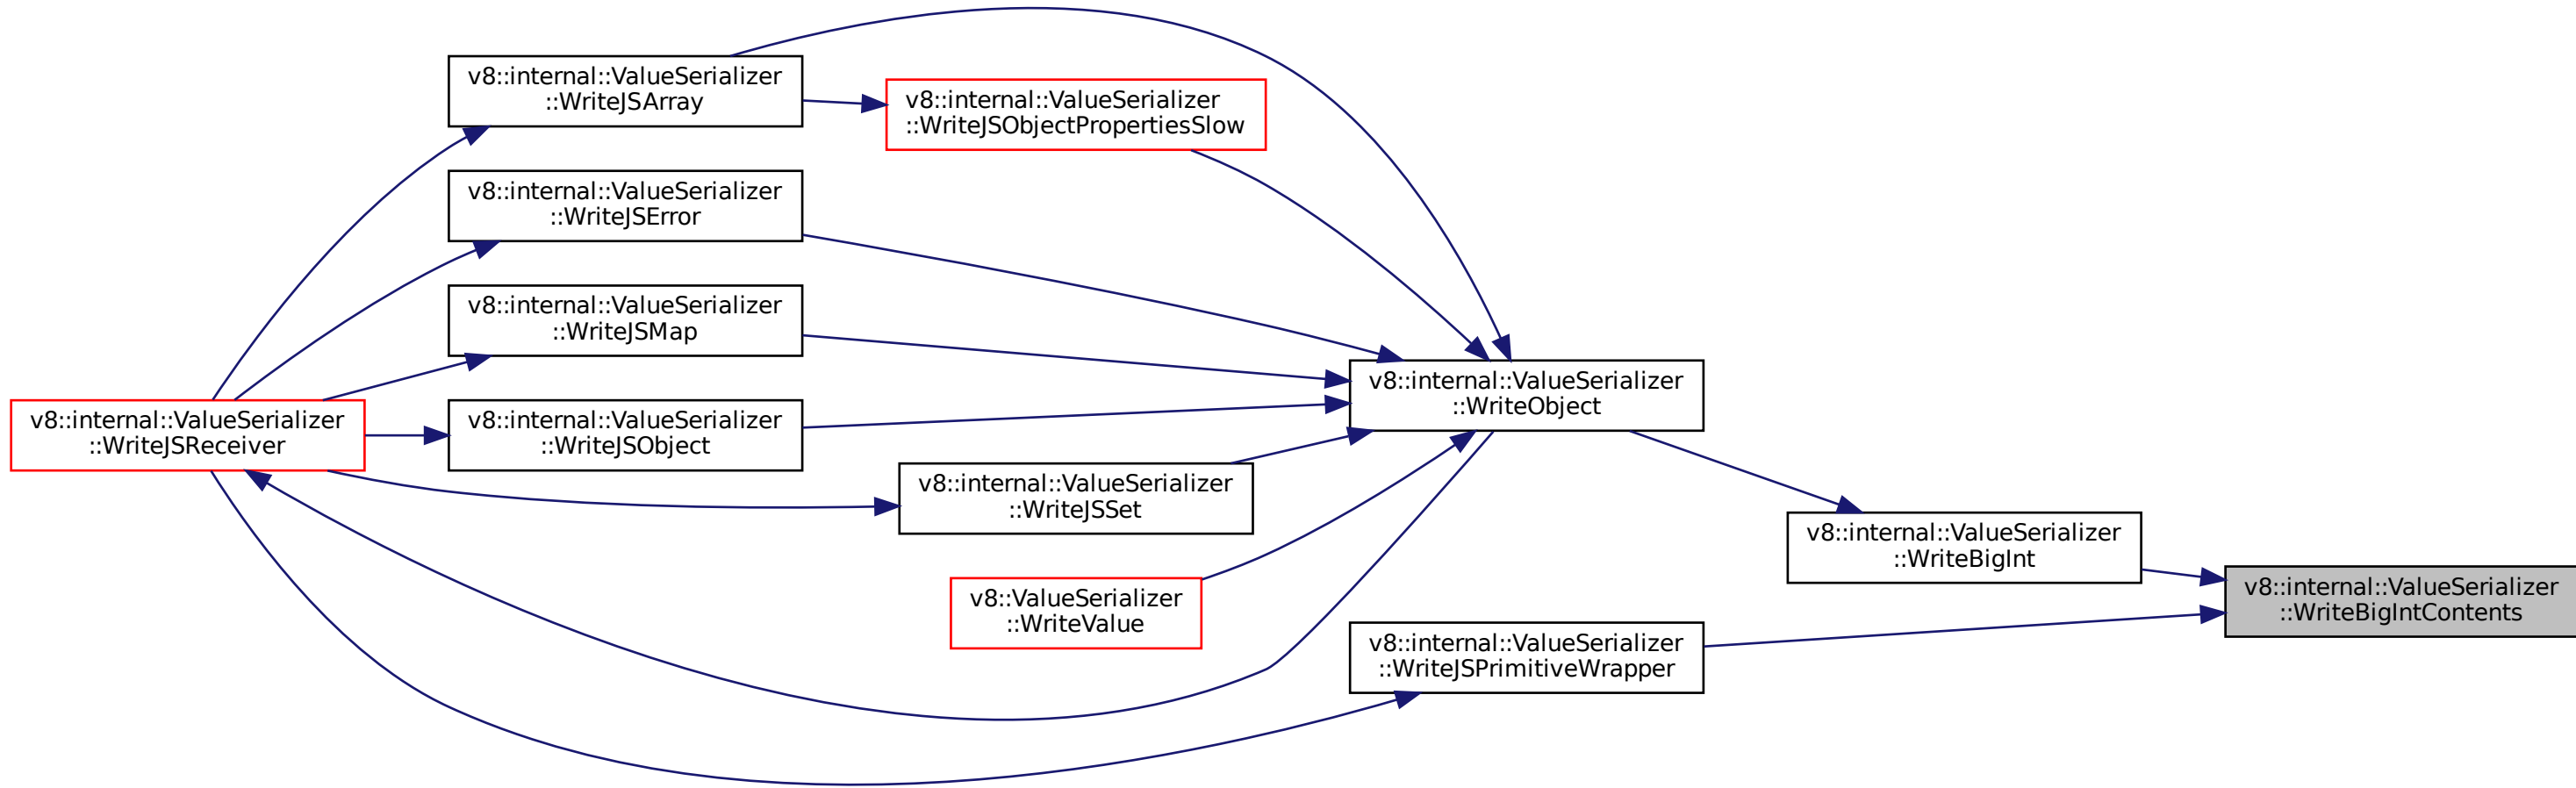 v8::internal::ValueSerializer
::WriteJSArray
v8::internal::ValueSerializer
::WriteJSObjectPropertiesSlow
v8::internal::ValueSerializer
::WriteJSError
v8::internal::ValueSerializer
::WriteJSMap
v8::internal::ValueSerializer
::WriteJSReceiver
v8::internal::ValueSerializer
::WriteJSObject
v8::internal::ValueSerializer
::WriteObject
v8::internal::ValueSerializer
::WriteJSSet
v8::ValueSerializer
::WriteValue
v8::internal::ValueSerializer
::WriteBigInt
v8::internal::ValueSerializer
::WriteJSPrimitiveWrapper
v8::internal::ValueSerializer
::WriteBigIntContents